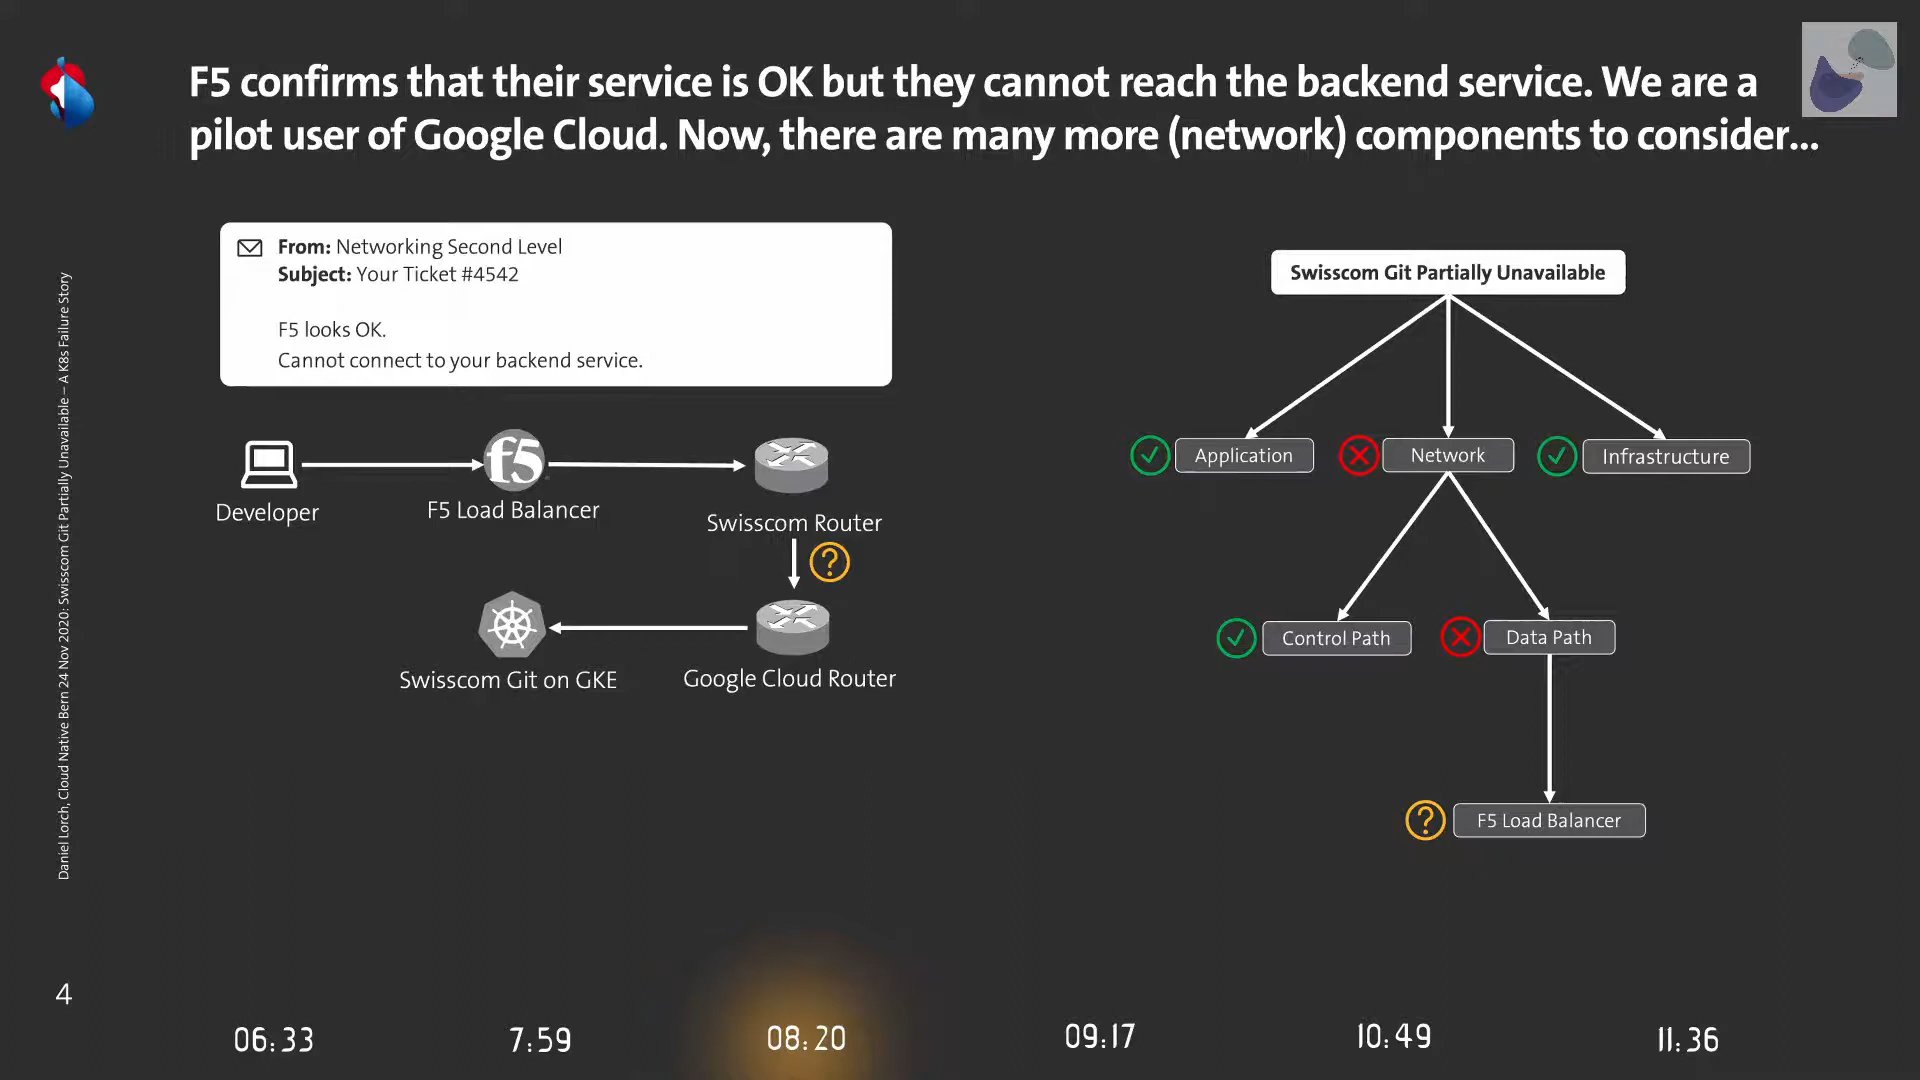 F5 confirms that their service is OK but they cannot reach the backend service. We are a
pilot user of Google Cloud. Now, there are many more (network) components to consider...
From: Networking Second Level
Subject: Your Ticket #4542
F5 looks OK.
Cannot connect to your backend service.
Developer
f5
F5 Load Balancer
Swisscom Router
?
Swisscom Git on GKE
Google Cloud Router
Swisscom Git Partially Unavailable
Application
Network
Infrastructure
Control Path
Data Path
?
F5 Load Balancer
Daniel Lorch, Cloud Native Bern 24 Nov 2020: Swisscom Git Partially Unavailable – A K8s Failure Story
4
06:33
7:59
08:20
09:17
10:49
11:36